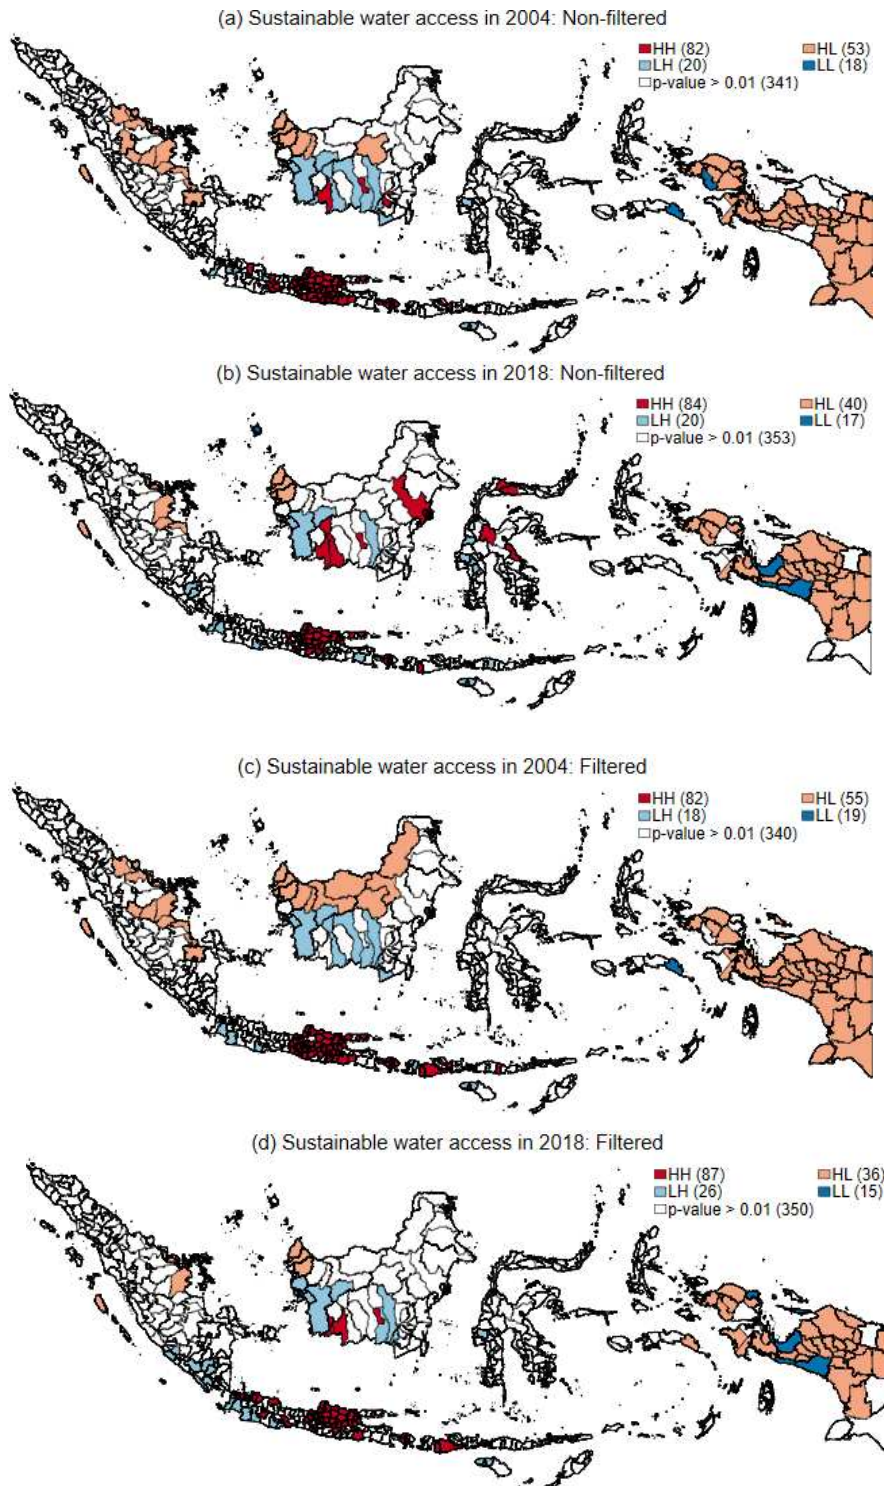 (a) Sustainable water access in 2004: Non-filtered
HH (82) HL (53)
LH (20) LL (18)
p-value > 0.01 (341)
(b) Sustainable water access in 2018: Non-filtered
HH (84) HL (40)
LH (20) LL (17)
p-value > 0.01 (353)
(c) Sustainable water access in 2004: Filtered
HH (82) HL (55)
LH (18) LL (19)
p-value > 0.01 (340)
(d) Sustainable water access in 2018: Filtered
HH (87) HL (36)
LH (26) LL (15)
p-value > 0.01 (350)